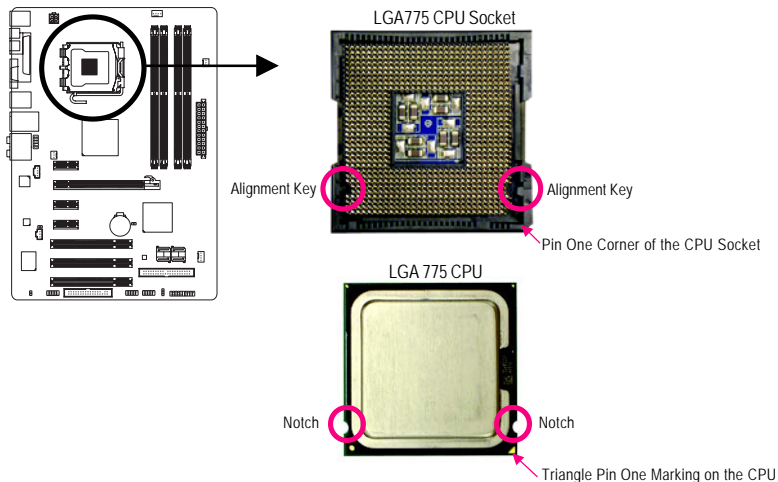 LGA775 CPU Socket
Alignment Key
Alignment Key
Pin One Corner of the CPU Socket
LGA 775 CPU
Notch
Notch
Triangle Pin One Marking on the CPU